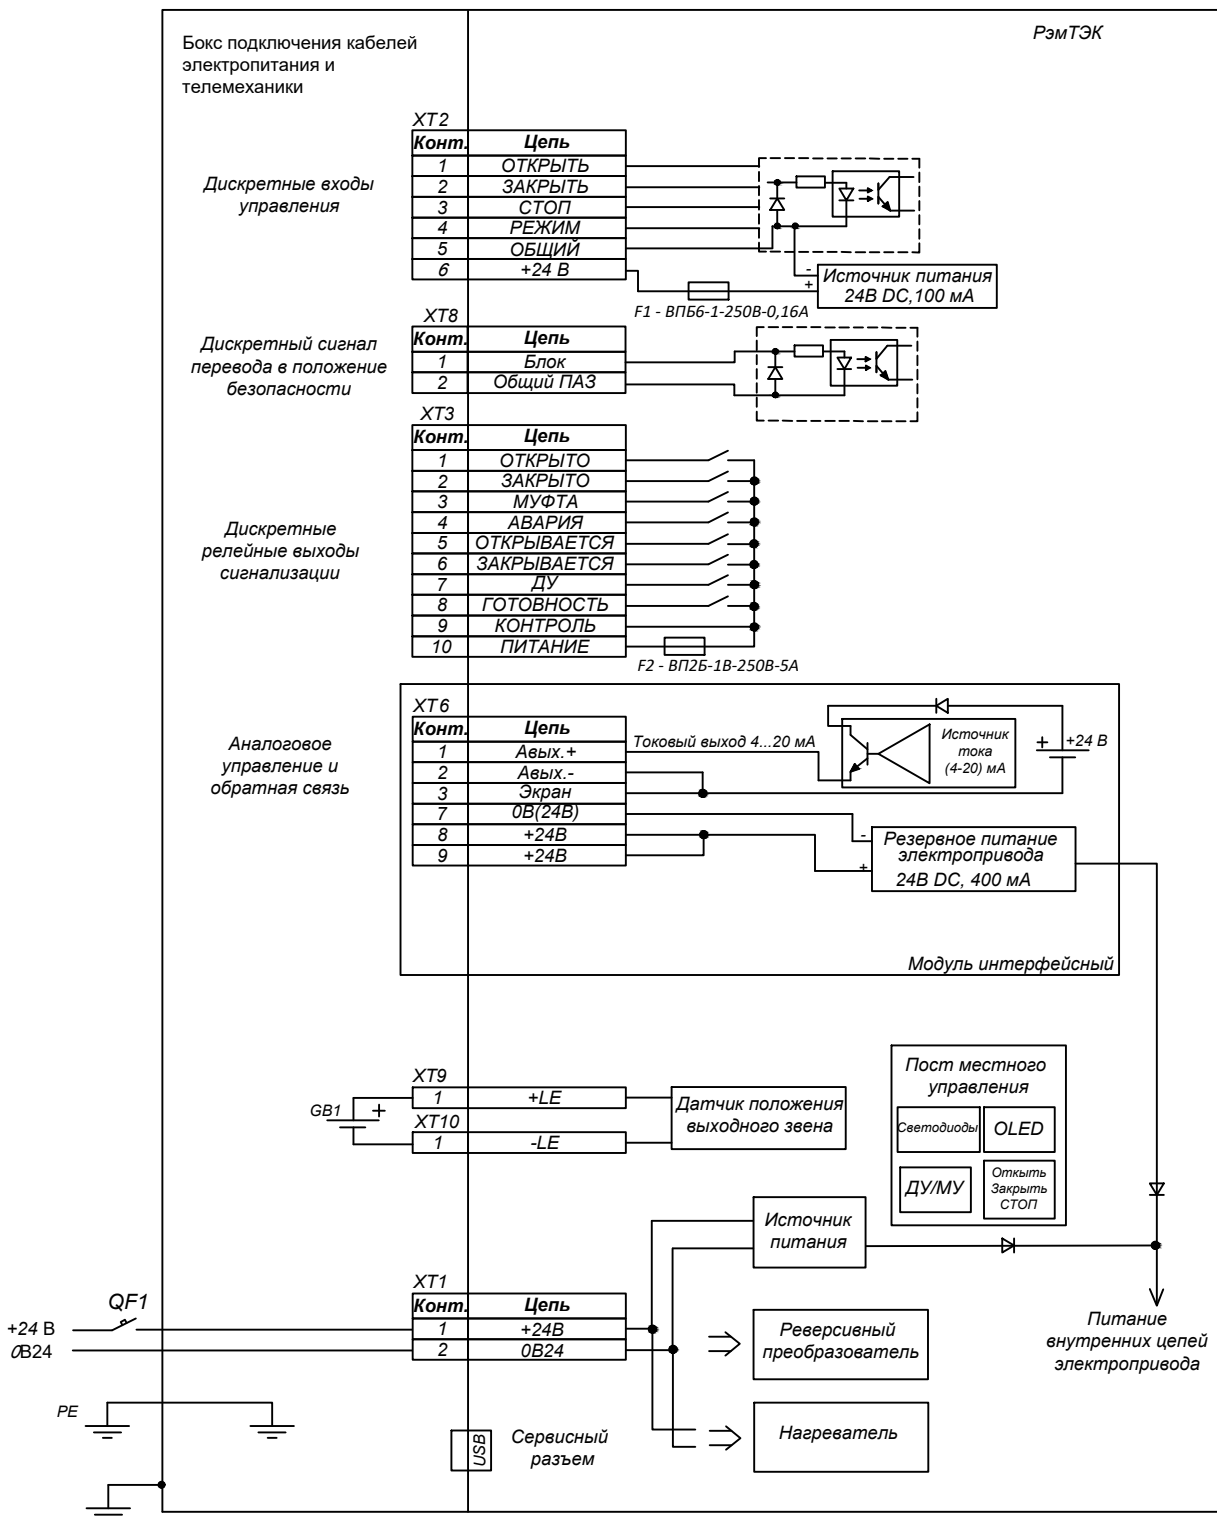 РэмТЭК
Бокс подключения кабелей
электропитания и
телемеханики
XT2
Конт. Цепь
1 ОТКРЫТЬ
2 ЗАКРЫТЬ
3 СТОП
4 РЕЖИМ
5 ОБЩИЙ
6 +24 В
Дискретные входы
управления
-
+
Источник питания
24В DC,100 мА
F1 - ВПБ6-1-250В-0,16А
XT8
Конт. Цепь
1 Блок
2 Общий ПАЗ
Дискретный сигнал
перевода в положение
безопасности
XT3
Конт. Цепь
1 ОТКРЫТО
2 ЗАКРЫТО
3 МУФТА
4 АВАРИЯ
5 ОТКРЫВАЕТСЯ
6 ЗАКРЫВАЕТСЯ
7 ДУ
8 ГОТОВНОСТЬ
9 КОНТРОЛЬ
10 ПИТАНИЕ
Дискретные
релейные выходы
сигнализации
F2 - ВП2Б-1В-250В-5А
XT6
Конт. Цепь
1 Авых.+
2 Авых.-
3 Экран
7 0В(24В)
8 +24В
9 +24В
Аналоговое
управление и
обратная связь
Токовый выход 4...20 мА
Источник
тока
(4-20) мА
+ +24 В
-
+
Резервное питание
электропривода
24В DC, 400 мА
Модуль интерфейсный
XT9
1 +LE
XT10
1 -LE
GB1 +
Датчик положения
выходного звена
Пост местного
управления
Светодиоды
OLED
ДУ/МУ
Откыть
Закрыть
СТОП
Источник
питания
XT1
Конт. Цепь
1 +24В
2 0В24
QF1
+24 В
0В24
Реверсивный
преобразователь
Питание
внутренних цепей
электропривода
PE
USB
Сервисный
разъем
Нагреватель